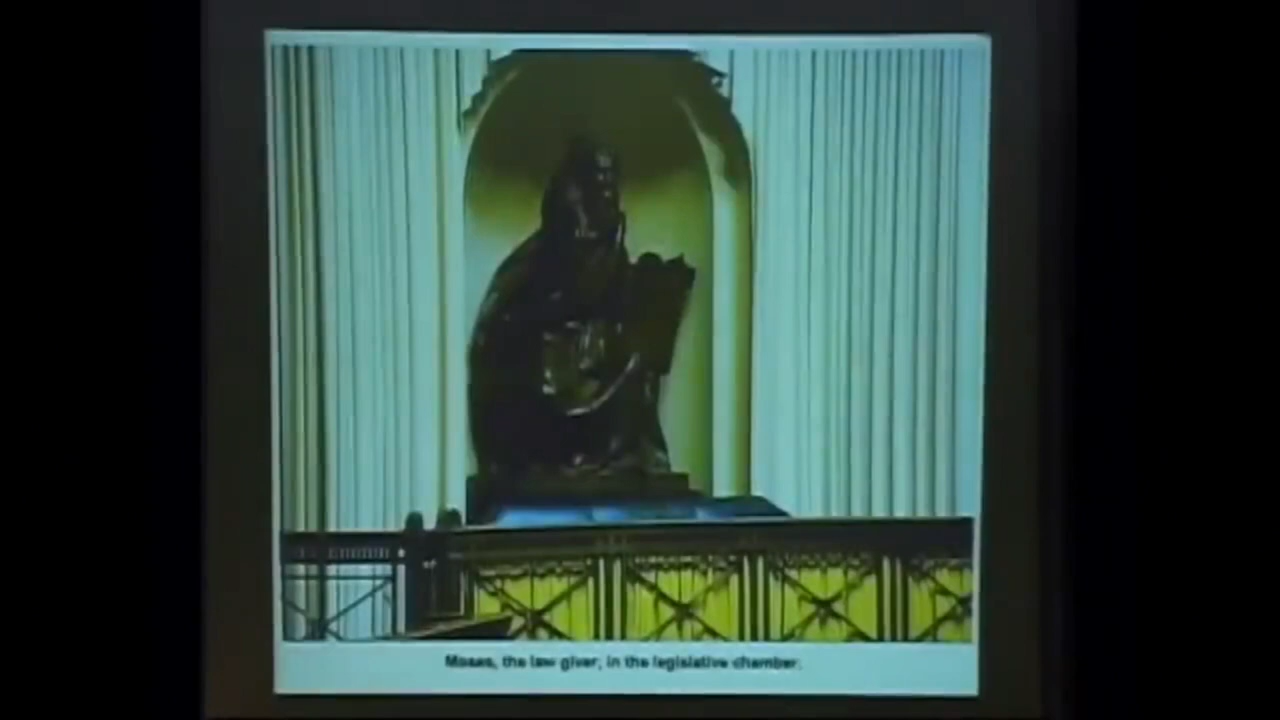 Moses, the law giver, in the legislative chamber.